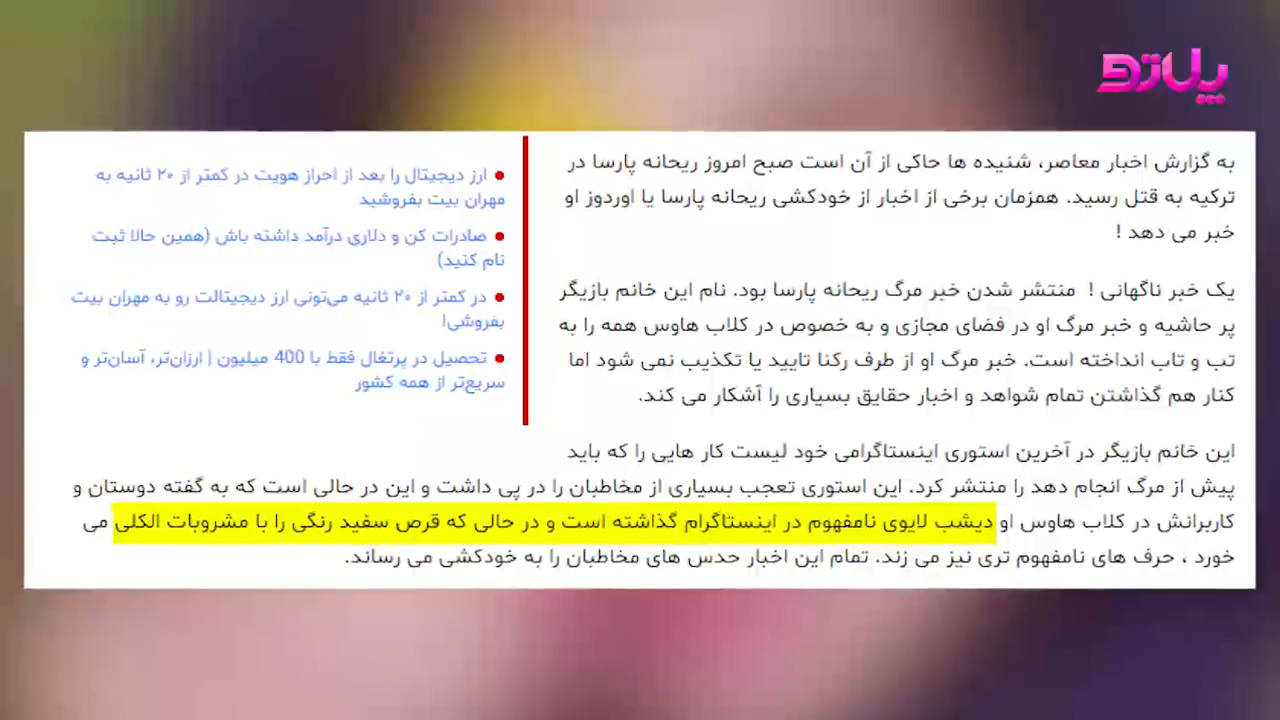 پلاتو
به گزارش اخبار معاصر، شنیده ها حاکی از آن است صبح امروز ریحانه پارسا در
ترکیه به قتل رسید. همزمان برخی از اخبار از خودکشی ریحانه پارسا یا اوردوز او
خبر می دهد !
یک خبر ناگهانی ! منتشر شدن خبر مرگ ریحانه پارسا بود. نام این خانم بازیگر
پر حاشیه و خبر مرگ او در فضای مجازی و به خصوص در کلاب هاوس همه را به
تب و تاب انداخته است. خبر مرگ او از طرف رکنا تایید یا تکذیب نمی شود اما
کنار هم گذاشتن تمام شواهد و اخبار حقایق بسیاری را آشکار می کند.
این خانم بازیگر در آخرین استوری اینستاگرامی خود لیست کار هایی را که باید
پیش از مرگ انجام دهد را منتشر کرد. این استوری تعجب بسیاری از مخاطبان را در پی داشت و این در حالی است که به گفته دوستان و
کاربرانش در کلاب هاوس او دیشب لایوی نامفهوم در اینستاگرام گذاشته است و در حالی که قرص سفید رنگی را با مشروبات الکلی می
خورد ، حرف های نامفهوم تری نیز می زند. تمام این اخبار حدس های مخاطبان را به خودکشی می رساند.
● ارز دیجیتال را بعد از احراز هویت در کمتر از ۲۰ ثانیه به
مهران بیت بفروشید
● صادرات کن و دلاری درآمد داشته باش (همین حالا ثبت
نام کنید)
● در کمتر از ۲۰ ثانیه می‌تونی ارز دیجیتالت رو به مهران بیت
بفروشی!
● تحصیل در پرتغال فقط با 400 میلیون | ارزان‌تر، آسان‌تر و
سریع‌تر از همه کشور